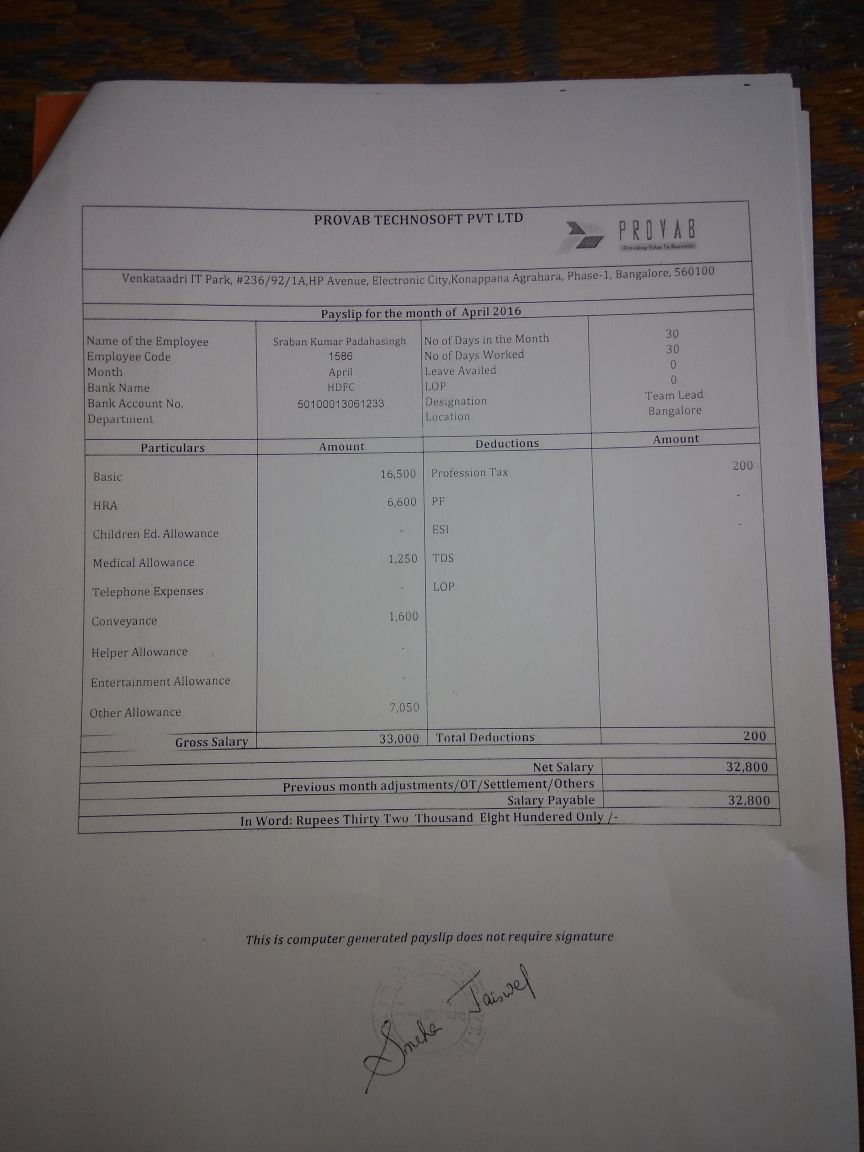 PROVAB TECHNOSOFT PVT LTD
PROVAB
Venkataadri IT Park, #236/92/1A,HP Avenue, Electronic City,Konappana Agrahara, Phase-1, Bangalore, 560100
Payslip for the month of April 2016
Name of the Employee Sraban Kumar Padahasingh No of Days in the Month 30
Employee Code 1586 No of Days Worked 30
Month April Leave Availed 0
Bank Name HDFC LOP 0
Bank Account No. 50100013061233 Designation Team Lead
Department Location Bangalore
Particulars Amount Deductions Amount
Basic 16,500 Profession Tax 200
HRA 6,600 PF -
Children Ed. Allowance - ESI -
Medical Allowance 1,250 TDS
Telephone Expenses - LOP
Conveyance 1,600
Helper Allowance -
Entertainment Allowance -
Other Allowance 7,050
Gross Salary 33,000 Total Deductions 200
Net Salary 32,800
Previous month adjustments/OT/Settlement/Others
Salary Payable 32,800
In Word: Rupees Thirty Two Thousand Eight Hundered Only /-
This is computer generated payslip does not require signature
Sneha Jaiswal